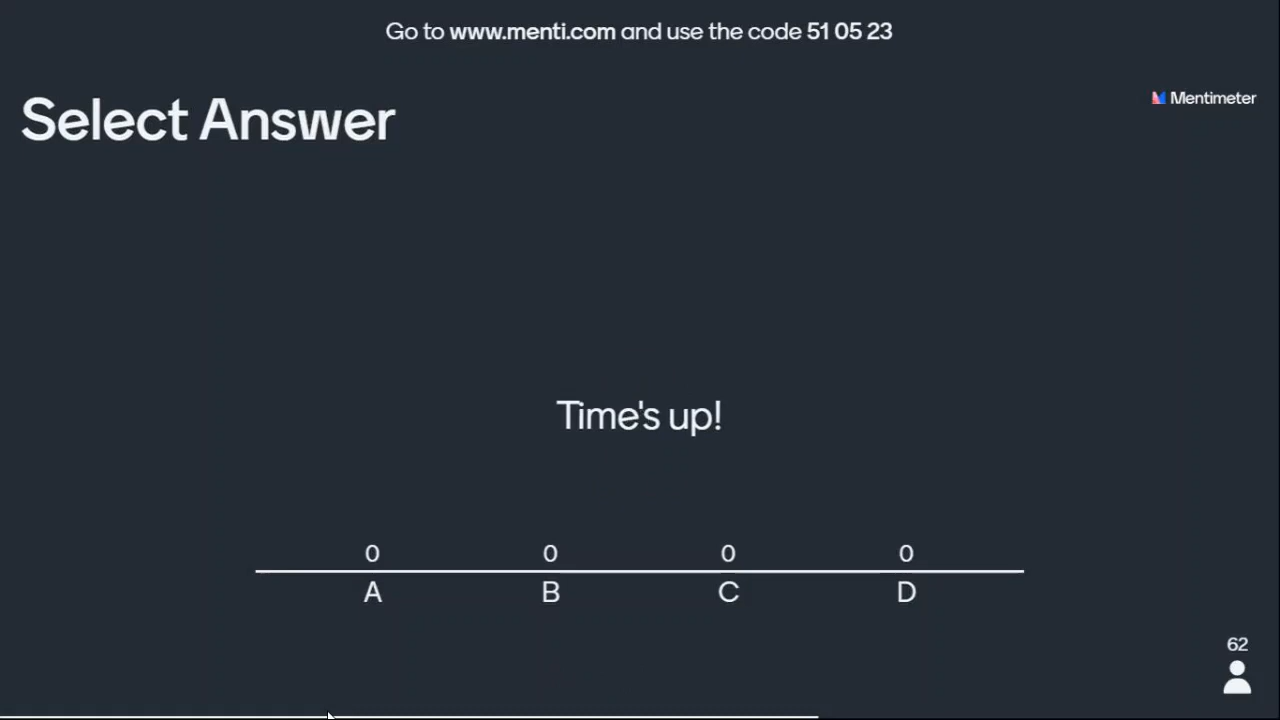 Go to www.menti.com and use the code 51 05 23
Mentimeter
Select Answer
Time's up!
0 0 0 0
A B C D
62